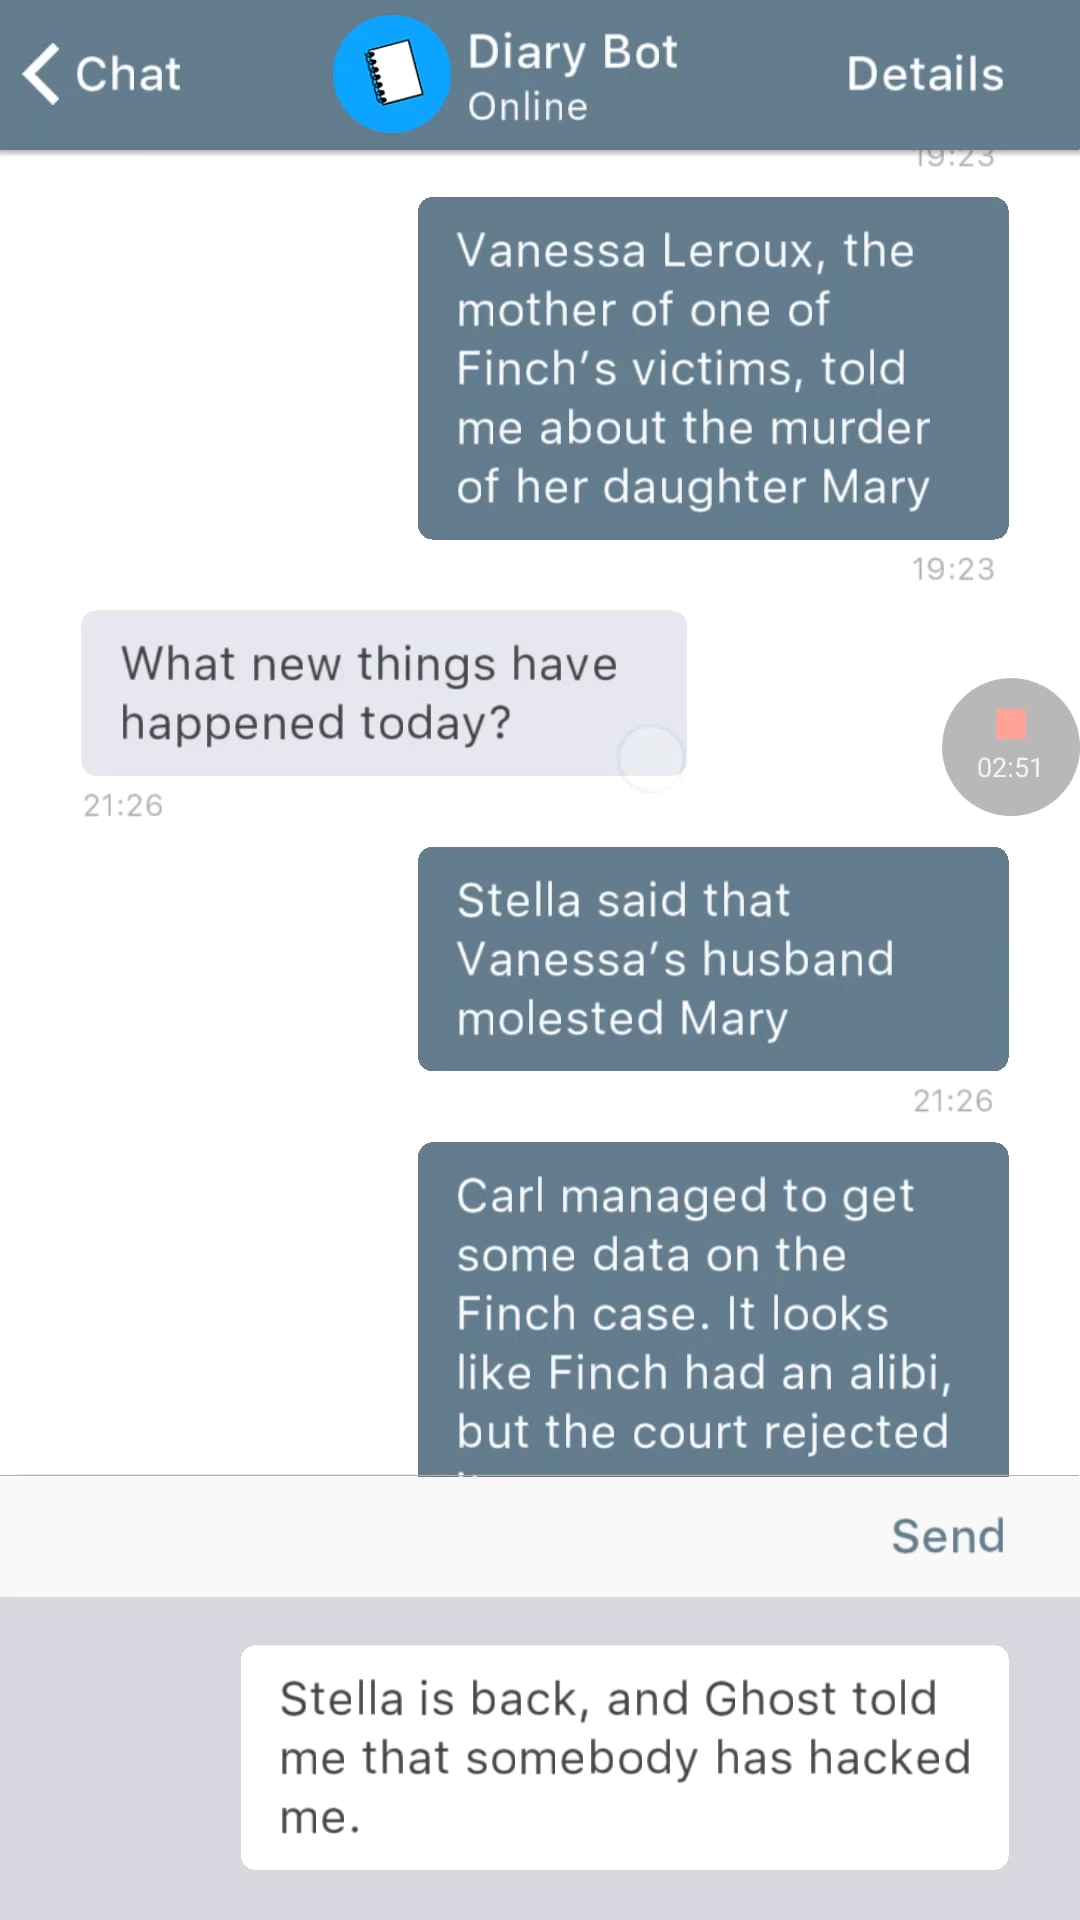 Chat
Diary Bot
Online
Details
19:23
Vanessa Leroux, the
mother of one of
Finch’s victims, told
me about the murder
of her daughter Mary
19:23
What new things have
happened today?
21:26
02:51
Stella said that
Vanessa’s husband
molested Mary
21:26
Carl managed to get
some data on the
Finch case. It looks
like Finch had an alibi,
but the court rejected
Send
Stella is back, and Ghost told
me that somebody has hacked
me.